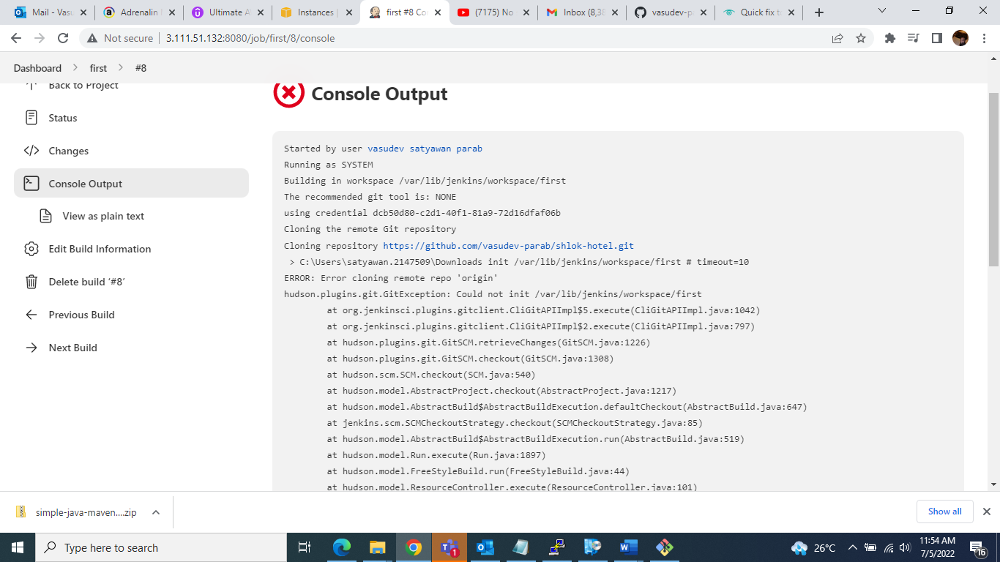 Mail - Vasu
Adrenalin
Ultimate A
Instances |
first #8 Co
(7175) No
Inbox (8,38
vasudev-p
Quick fix t
Not secure
3.111.51.132:8080/job/first/8/console
Dashboard
first
#8
Back to Project
Status
Changes
Console Output
View as plain text
Edit Build Information
Delete build ‘#8’
Previous Build
Next Build
Console Output
Started by user vasudev satyawan parab
Running as SYSTEM
Building in workspace /var/lib/jenkins/workspace/first
The recommended git tool is: NONE
using credential dcb50d80-c2d1-40f1-81a9-72d16dfaf06b
Cloning the remote Git repository
Cloning repository https://github.com/vasudev-parab/shlok-hotel.git
> C:\Users\satyawan.2147509\Downloads init /var/lib/jenkins/workspace/first # timeout=10
ERROR: Error cloning remote repo 'origin'
hudson.plugins.git.GitException: Could not init /var/lib/jenkins/workspace/first
at org.jenkinsci.plugins.gitclient.CliGitAPIImpl$5.execute(CliGitAPIImpl.java:1042)
at org.jenkinsci.plugins.gitclient.CliGitAPIImpl$2.execute(CliGitAPIImpl.java:797)
at hudson.plugins.git.GitSCM.retrieveChanges(GitSCM.java:1226)
at hudson.plugins.git.GitSCM.checkout(GitSCM.java:1308)
at hudson.scm.SCM.checkout(SCM.java:540)
at hudson.model.AbstractProject.checkout(AbstractProject.java:1217)
at hudson.model.AbstractBuild$AbstractBuildExecution.defaultCheckout(AbstractBuild.java:647)
at jenkins.scm.SCMCheckoutStrategy.checkout(SCMCheckoutStrategy.java:85)
at hudson.model.AbstractBuild$AbstractBuildExecution.run(AbstractBuild.java:519)
at hudson.model.Run.execute(Run.java:1897)
at hudson.model.FreeStyleBuild.run(FreeStyleBuild.java:44)
at hudson.model.ResourceController.execute(ResourceController.java:101)
simple-java-maven....zip
Show all
Type here to search
1
26°C
11:54 AM
7/5/2022
16